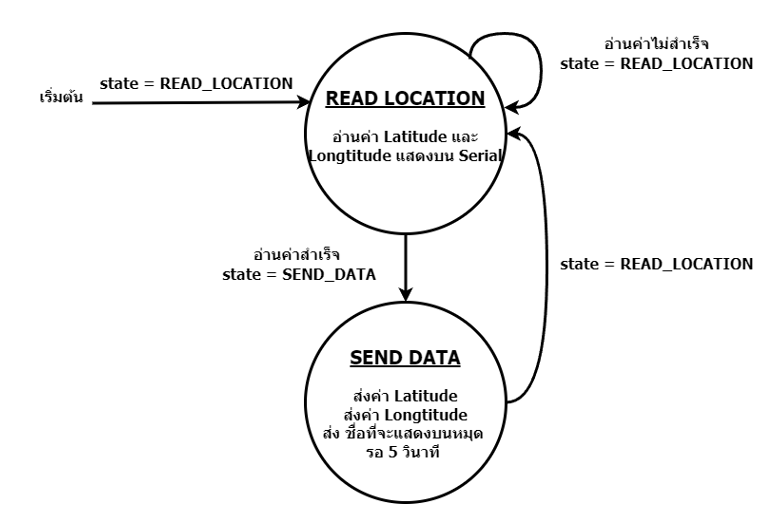 อ่านค่าไม่สำเร็จ
state = READ_LOCATION
state = READ_LOCATION
เริ่มต้น
READ LOCATION
อ่านค่า Latitude และ
Longtitude แสดงบน Serial
อ่านค่าสำเร็จ
state = SEND_DATA
state = READ_LOCATION
SEND DATA
ส่งค่า Latitude
ส่งค่า Longtitude
ส่ง ชื่อที่จะแสดงบนหมุด
รอ 5 วินาที